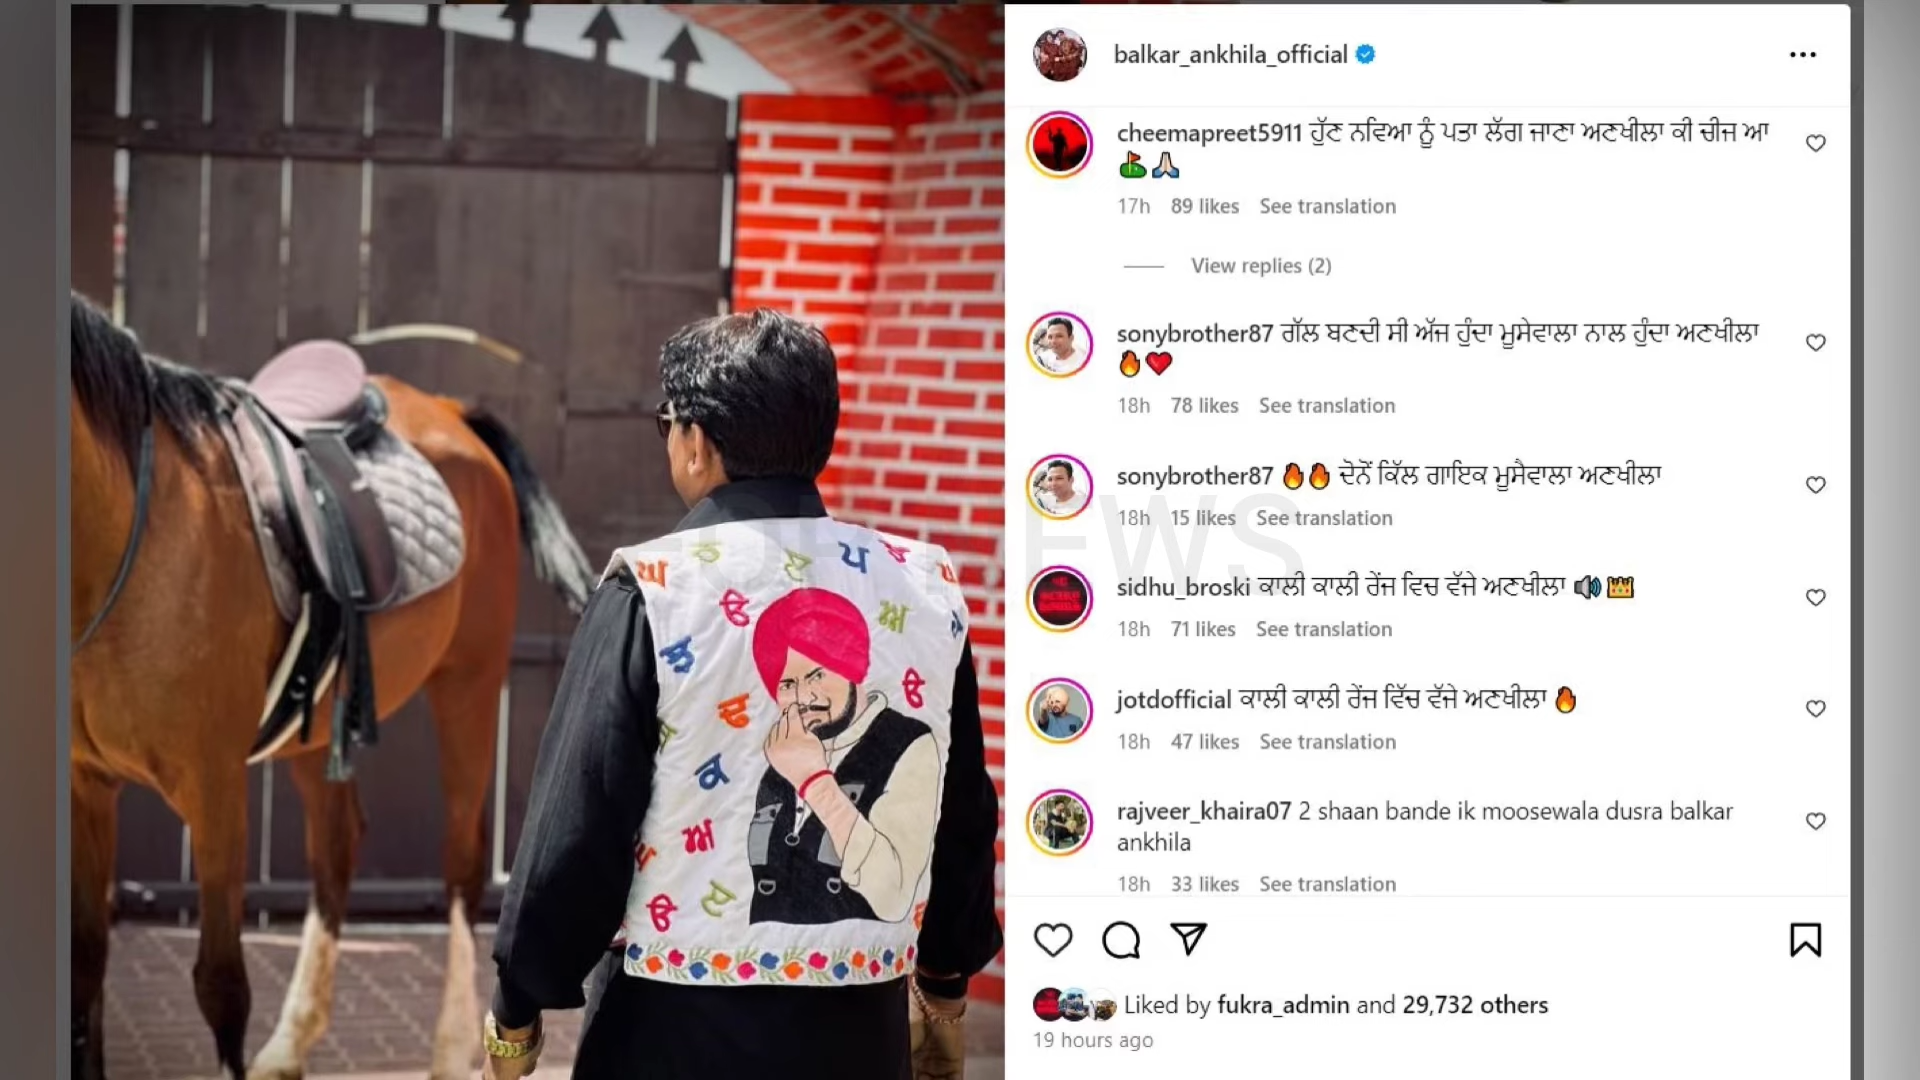 balkar_ankhila_official
cheemapreet5911 ਹੁੱਣ ਨਵਿਆ ਨੂੰ ਪਤਾ ਲੱਗ ਜਾਣਾ ਅਣਖੀਲਾ ਕੀ ਚੀਜ ਆ
⛳🙏🏻
17h 89 likes See translation
View replies (2)
sonybrother87 ਗੱਲ ਬਣਦੀ ਸੀ ਅੱਜ ਹੁੰਦਾ ਮੂਸੇਵਾਲਾ ਨਾਲ ਹੁੰਦਾ ਅਣਖੀਲਾ
🔥❤️
18h 78 likes See translation
sonybrother87 🔥🔥 ਦੋਨੋਂ ਕਿੱਲ ਗਾਇਕ ਮੂਸੈਵਾਲਾ ਅਣਖੀਲਾ
18h 15 likes See translation
sidhu_broski ਕਾਲੀ ਕਾਲੀ ਰੇਂਜ ਵਿਚ ਵੱਜੇ ਅਣਖੀਲਾ 🔊👑
18h 71 likes See translation
jotdofficial ਕਾਲੀ ਕਾਲੀ ਰੇਂਜ ਵਿੱਚ ਵੱਜੇ ਅਣਖੀਲਾ 🔥
18h 47 likes See translation
rajveer_khaira07 2 shaan bande ik moosewala dusra balkar
ankhila
18h 33 likes See translation
Liked by fukra_admin and 29,732 others
19 hours ago